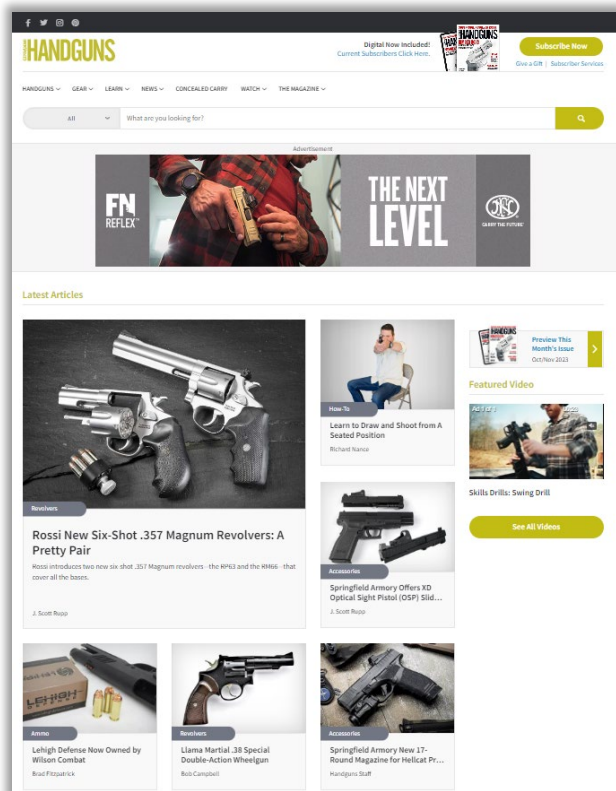 HANDGUNS
Digital Now Included!
Current Subscribers Click Here.
Subscribe Now
Give a Gift | Subscriber Services
HANDGUNS GEAR LEARN NEWS CONCEALED CARRY WATCH THE MAGAZINE
All
What are you looking for?
Advertisement
FN
REFLEX™
THE NEXT
LEVEL
CARRY THE FUTURE
Latest Articles
Revolvers
Rossi New Six-Shot .357 Magnum Revolvers: A
Pretty Pair
Rossi introduces two new six shot .357 Magnum revolvers--the RP63 and the RM66--that
cover all the bases.
J. Scott Rupp
How-To
Learn to Draw and Shoot from A
Seated Position
Richard Nance
Accessories
Springfield Armory Offers XD
Optical Sight Pistol (OSP) Slid...
J. Scott Rupp
HANDGUNS
Preview This
Month's Issue
Oct/Nov 2023
Featured Video
Ad 1 of 1
Skills Drills: Swing Drill
See All Videos
LEHIGH
Ammo
Lehigh Defense Now Owned by
Wilson Combat
Brad Fitzpatrick
Revolvers
Llama Martial .38 Special
Double-Action Wheelgun
Bob Campbell
Accessories
Springfield Armory New 17-
Round Magazine for Hellcat Pr...
Handguns Staff